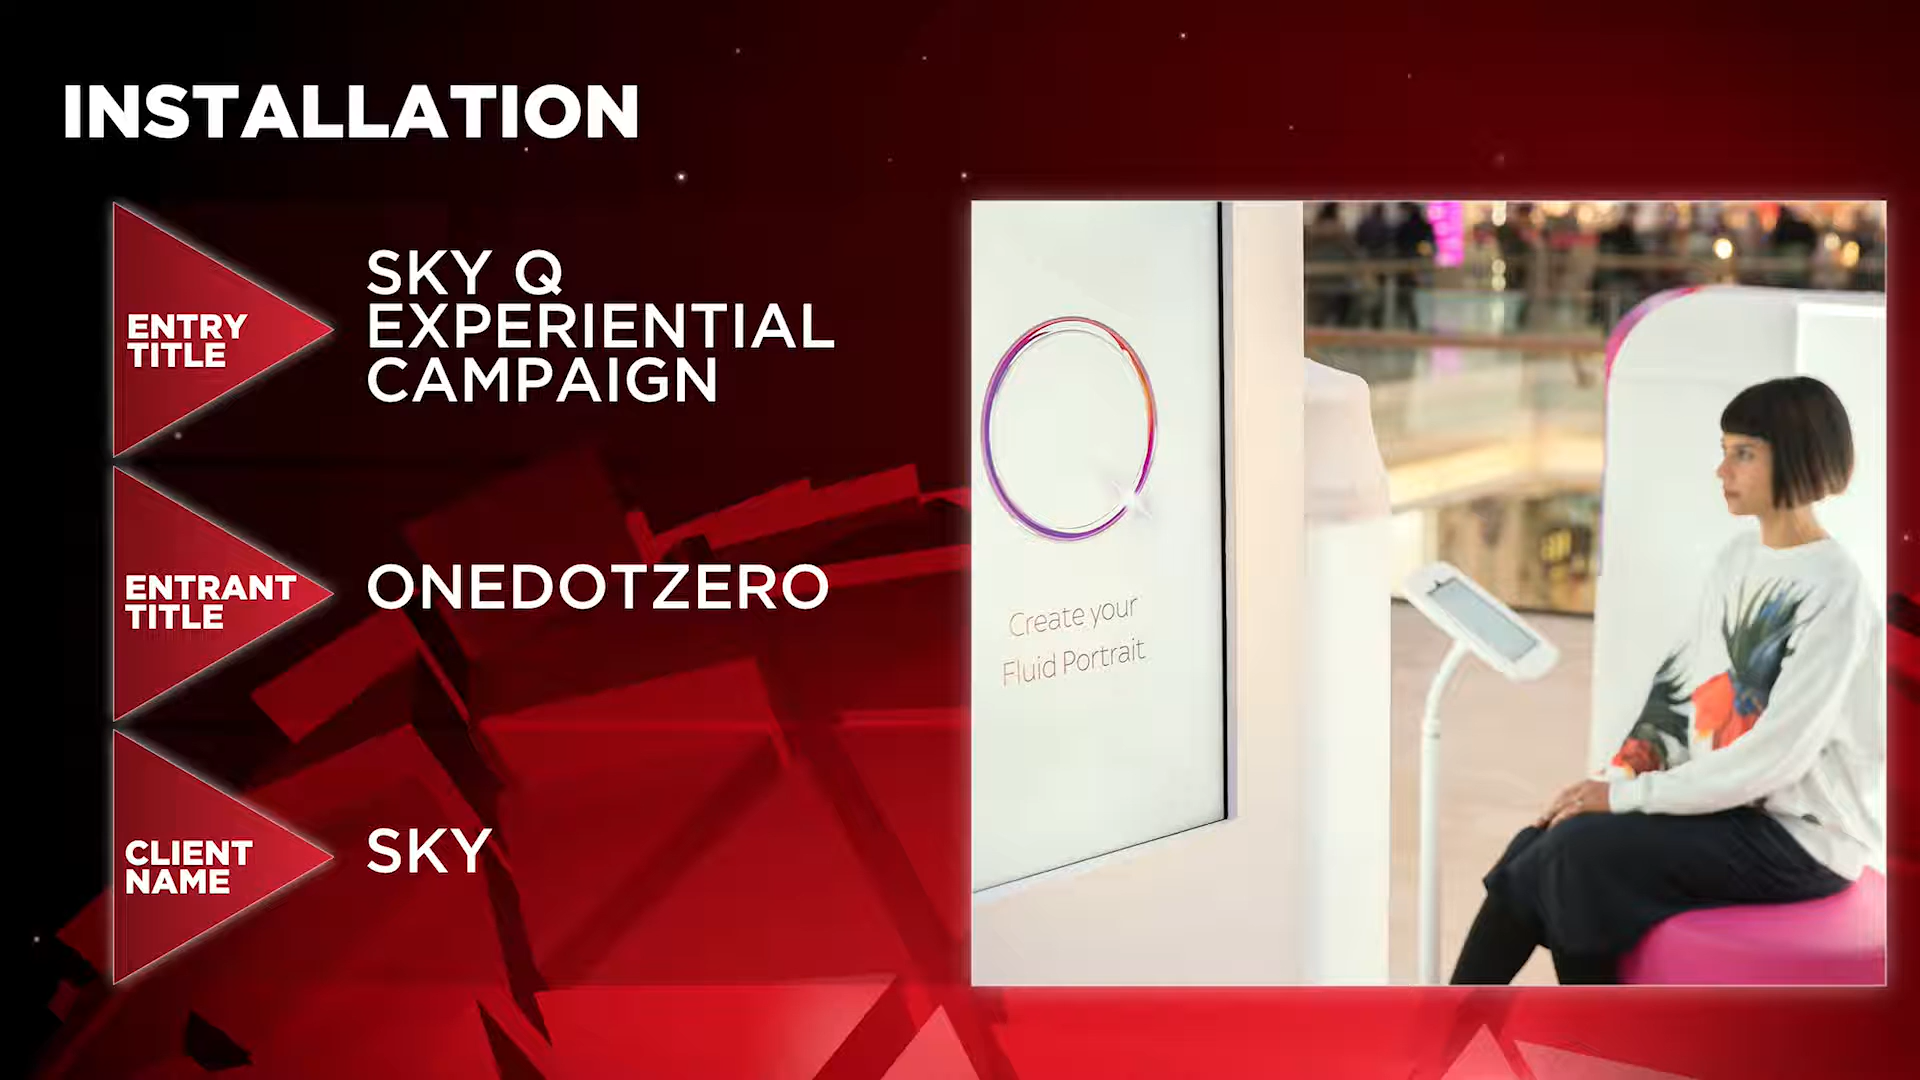 INSTALLATION
ENTRY
TITLE
SKY Q
EXPERIENTIAL
CAMPAIGN
ENTRANT
TITLE
ONEDOTZERO
CLIENT
NAME
SKY
Create your
Fluid Portrait